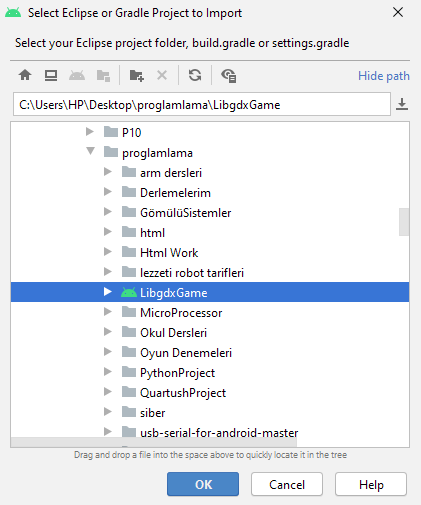 Select Eclipse or Gradle Project to Import
Select your Eclipse project folder, build.gradle or settings.gradle
Hide path
C:\Users\HP\Desktop\proglamlama\LibgdxGame
P10
proglamlama
arm dersleri
Derlemelerim
GömülüSistemler
html
Html Work
lezzeti robot tarifleri
LibgdxGame
MicroProcessor
Okul Dersleri
Oyun Denemeleri
PythonProject
QuartushProject
siber
usb-serial-for-android-master
Drag and drop a file into the space above to quickly locate it in the tree
OK
Cancel
Help